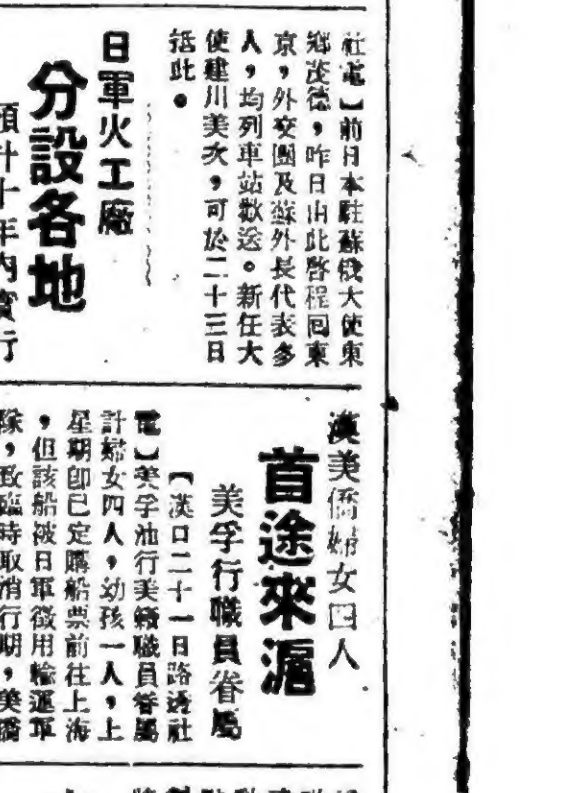 社電】前日本駐蘇俄大使東
鄉茂德，昨日由此啓程回東
京，外交團及蘇外長代表多
人，均列車站歡送。新任大
使建川美次，可於二十三日
抵此。
日軍火工廠
分設各地
預計十年內實行
漢美僑婦女四人
首途來滬
美孚行職員眷屬
【漢口二十一日路透社
電】美孚油行美籍職員眷屬
計婦女四人，幼孩一人，上
星期卽已定購船票前往上海
，但該船被日軍徵用輸運軍
隊，致臨時取消行期，美僑